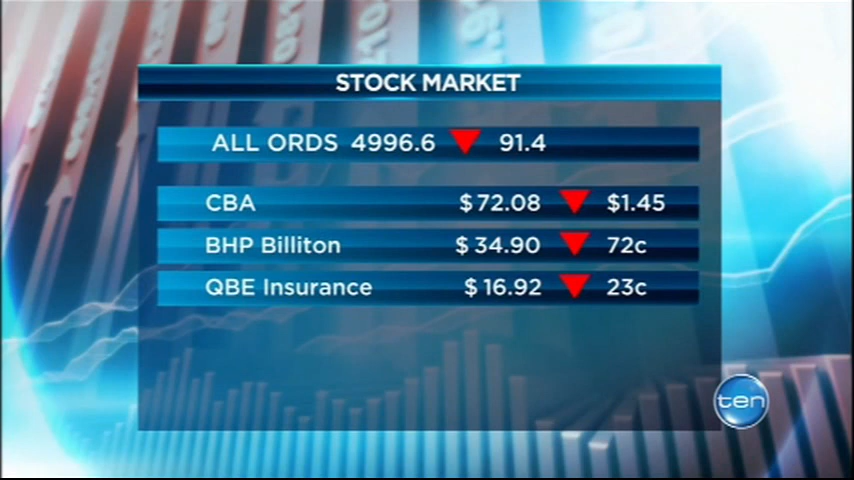 STOCK MARKET
ALL ORDS 4996.6 ▼ 91.4
CBA $72.08 ▼ $1.45
BHP Billiton $34.90 ▼ 72c
QBE Insurance $16.92 ▼ 23c
ten